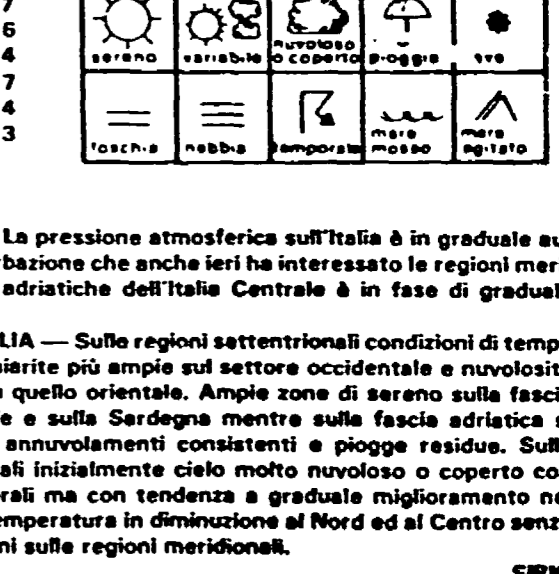 7
6
4
7
4
3
sereno variabile nuvoloso o coperto pioggia
foschia nebbia temporale mare mosso mare agitato
La pressione atmosferica sull'Italia è in graduale au
bazione che anche ieri ha interessato le regioni mer
adriatiche dell'Italia Centrale è in fase di gradual
LIA — Sulle regioni settentrionali condizioni di temp
iarite più ampie sul settore occidentale e nuvolosit
quello orientale. Ampie zone di sereno sulla fasci
e e sulla Sardegna mentre sulla fascia adriatica s
annuvolamenti consistenti e piogge residue. Sull
ali inizialmente cielo molto nuvoloso o coperto co
rali ma con tendenza a graduale miglioramento ne
emperatura in diminuzione al Nord ed al Centro senz
ni sulle regioni meridionali.